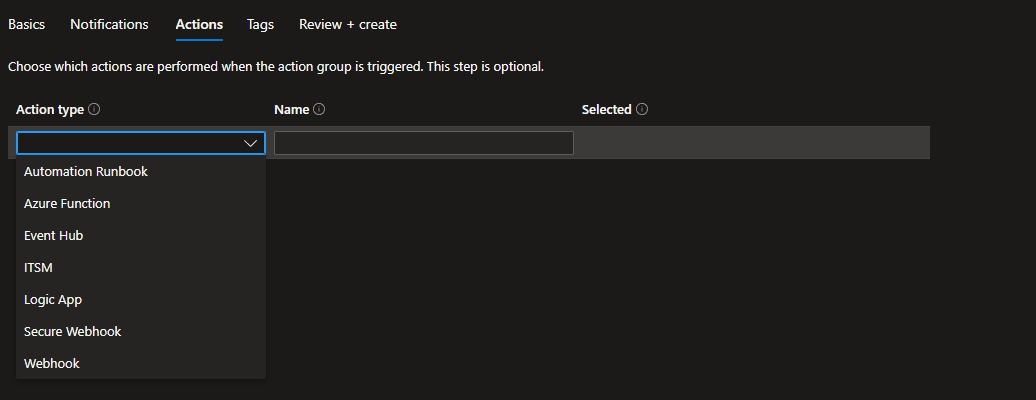 Basics Notifications Actions Tags Review + create
Choose which actions are performed when the action group is triggered. This step is optional.
Action type Name Selected
Automation Runbook
Azure Function
Event Hub
ITSM
Logic App
Secure Webhook
Webhook